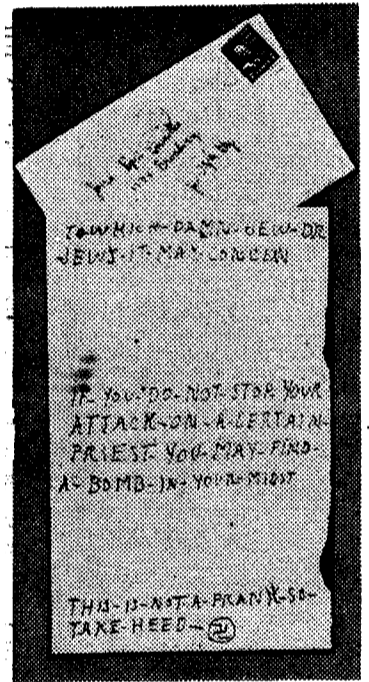 TO-WHICH-DAMN-JEW-OR
JEWS-IT-MAY-CONCEN
IF-YOU-DO-NOT-STOP-YOUR
ATTACK-ON-A-CERTAIN-
PRIEST-YOU-MAY-FIND-
A-BOMB-IN-YOUR-MIDST
THIS-IS-NOT-A-PRANK-SO-
TAKE-HEED-